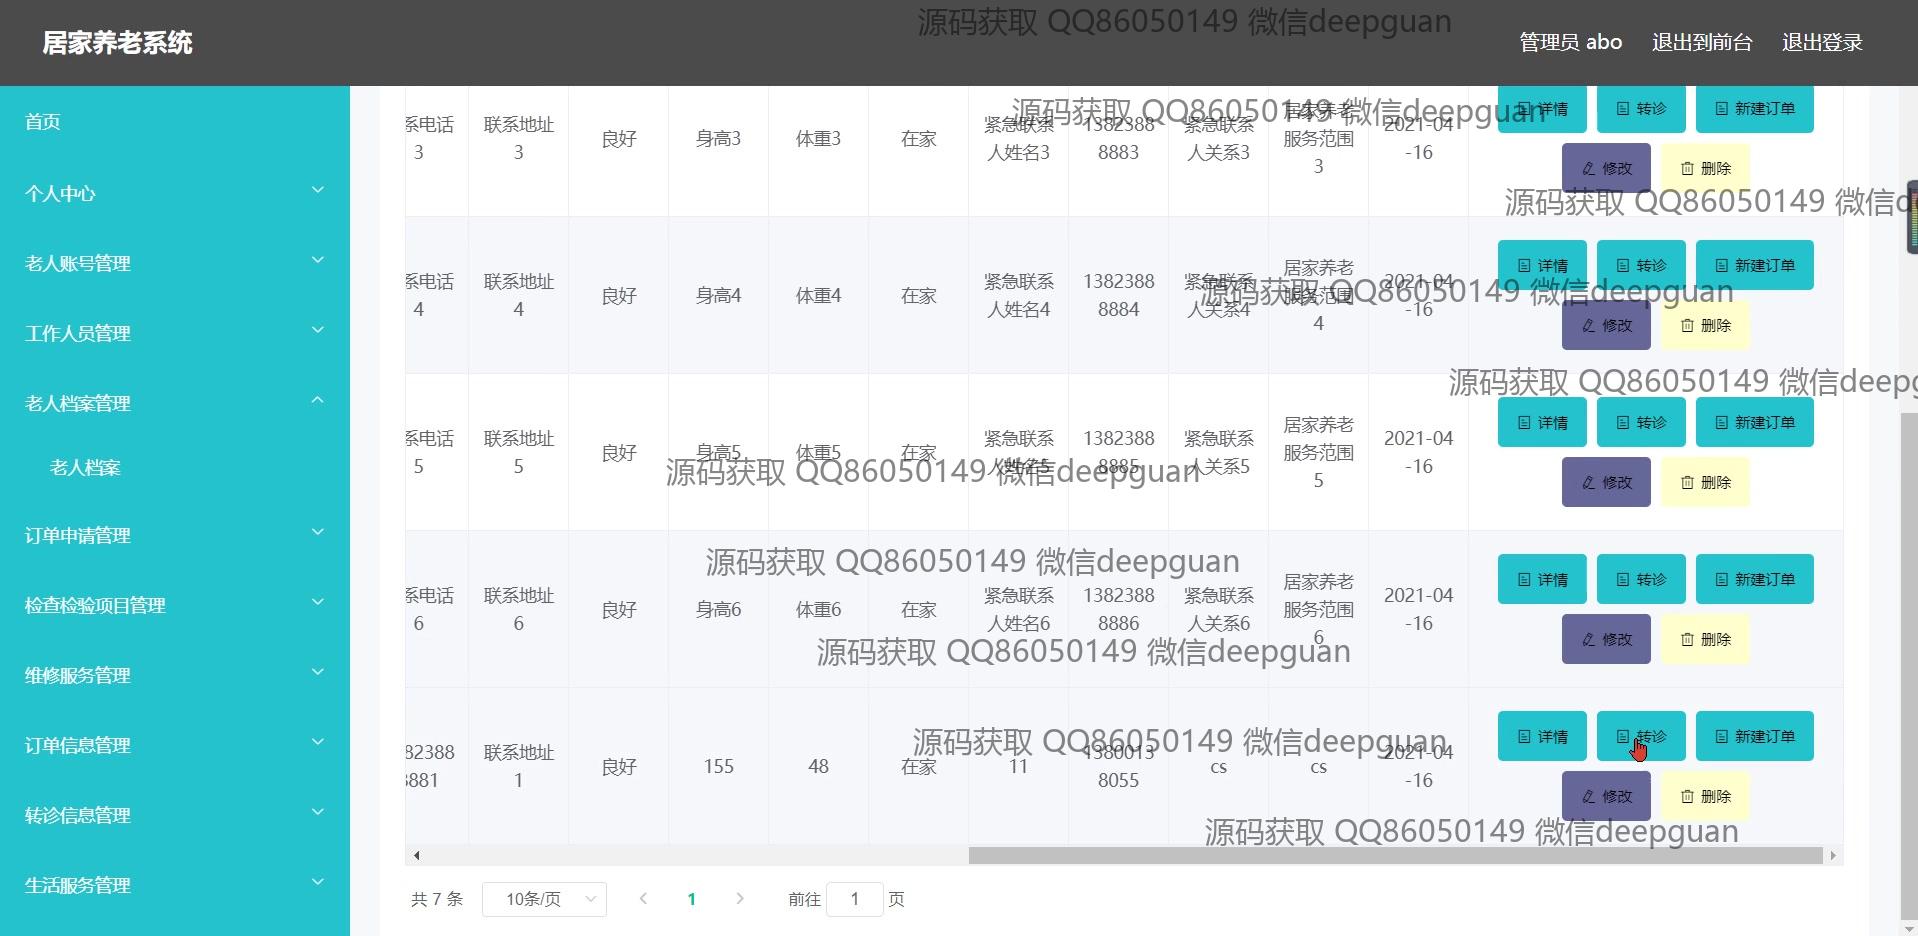 居家养老系统
源码获取 QQ86050149 微信deepguan
管理员 abo
退出到前台
退出登录
首页
个人中心
老人账号管理
工作人员管理
老人档案管理
老人档案
订单申请管理
检查检验项目管理
维修服务管理
订单信息管理
转诊信息管理
生活服务管理
源码获取 QQ86050149 微信deepguan
系电话
3
联系地址
3
良好
身高3
体重3
在家
紧急联系
人姓名3
1382388
8883
紧急联系
人关系3
居家养老
服务范围
3
2021-04
-16
详情
转诊
新建订单
修改
删除
源码获取 QQ86050149 微信d
系电话
4
联系地址
4
良好
身高4
体重4
在家
紧急联系
人姓名4
1382388
8884
紧急联系
人关系4
居家养老
服务范围
4
2021-04
-16
详情
转诊
新建订单
修改
删除
源码获取 QQ86050149 微信deepguan
源码获取 QQ86050149 微信deepg
系电话
5
联系地址
5
良好
身高5
体重5
在家
紧急联系
人姓名5
1382388
8885
紧急联系
人关系5
居家养老
服务范围
5
2021-04
-16
详情
转诊
新建订单
修改
删除
源码获取 QQ86050149 微信deepguan
源码获取 QQ86050149 微信deepguan
系电话
6
联系地址
6
良好
身高6
体重6
在家
紧急联系
人姓名6
1382388
8886
紧急联系
人关系6
居家养老
服务范围
6
2021-04
-16
详情
转诊
新建订单
修改
删除
源码获取 QQ86050149 微信deepguan
82388
8881
联系地址
1
良好
155
48
在家
11
1380013
8055
cs
cs
2021-04
-16
详情
转诊
新建订单
修改
删除
源码获取 QQ86050149 微信deepguan
源码获取 QQ86050149 微信deepguan
共 7 条
10条/页
1
前往 1 页